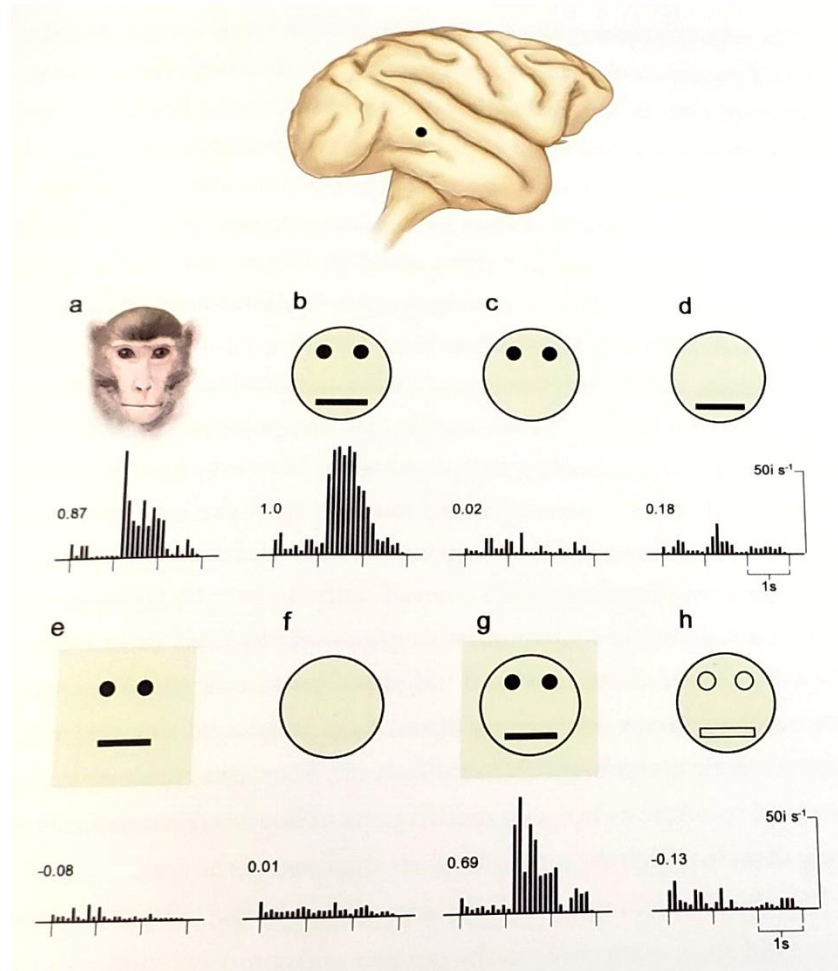 a
b
c
d
50i s⁻¹
0.87
1.0
0.02
0.18
1s
e
f
g
h
50i s⁻¹
-0.08
0.01
0.69
-0.13
1s